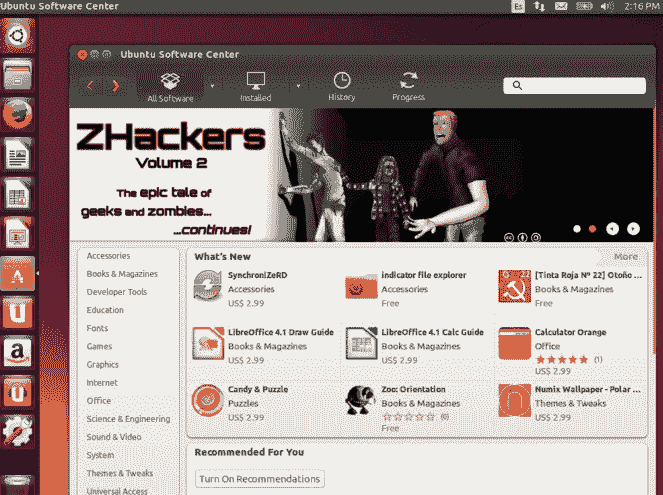 Ubuntu Software Center
Es
2:16 PM
Ubuntu Software Center
All Software
Installed
History
Progress
ZHackers
Volume 2
The epic tale of
geeks and zombies...
...continues!
Accessories
Books & Magazines
Developer Tools
Education
Fonts
Games
Graphics
Internet
Office
Science & Engineering
Sound & Video
System
Themes & Tweaks
Universal Access
What's New
More
SynchroniZeRD
Accessories
US$ 2.99
indicator file explorer
Accessories
Free
[Tinta Roja Nº 22] Otoño ...
Books & Magazines
Free
LibreOffice 4.1 Draw Guide
Books & Magazines
US$ 2.99
LibreOffice 4.1 Calc Guide
Books & Magazines
US$ 2.99
Calculator Orange
Office
(1)
US$ 2.99
Candy & Puzzle
Puzzles
US$ 2.99
Zoo: Orientation
Books & Magazines
(0)
Free
Numix Wallpaper - Polar ...
Themes & Tweaks
US$ 2.99
Recommended For You
Turn On Recommendations